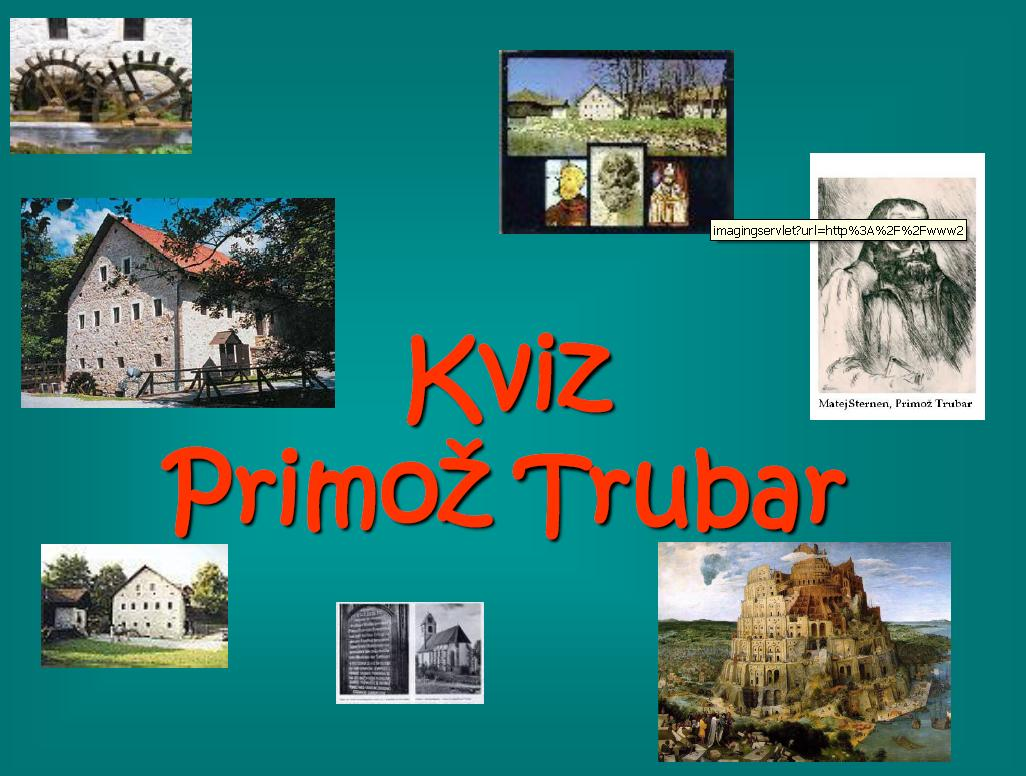 imagingservlet?url=http%3A%2F%2Fwww2
MatejSternen, Primož Trubar
Kviz
Primož Trubar